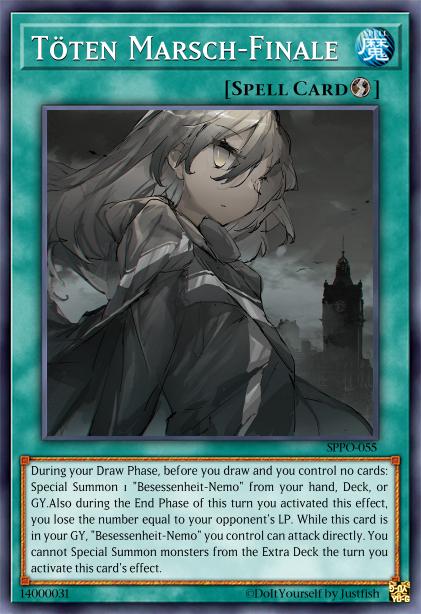 Töten Marsch-Finale
[Spell Card]
SPPO-055
During your Draw Phase, before you draw and you control no cards:
Special Summon 1 "Besessenheit-Nemo" from your hand, Deck, or
GY.Also during the End Phase of this turn you activated this effect,
you lose the number equal to your opponent's LP. While this card is
in your GY, "Besessenheit-Nemo" you control can attack directly. You
cannot Special Summon monsters from the Extra Deck the turn you
activate this card's effect.
14000031
©DoItYourself by Justfish